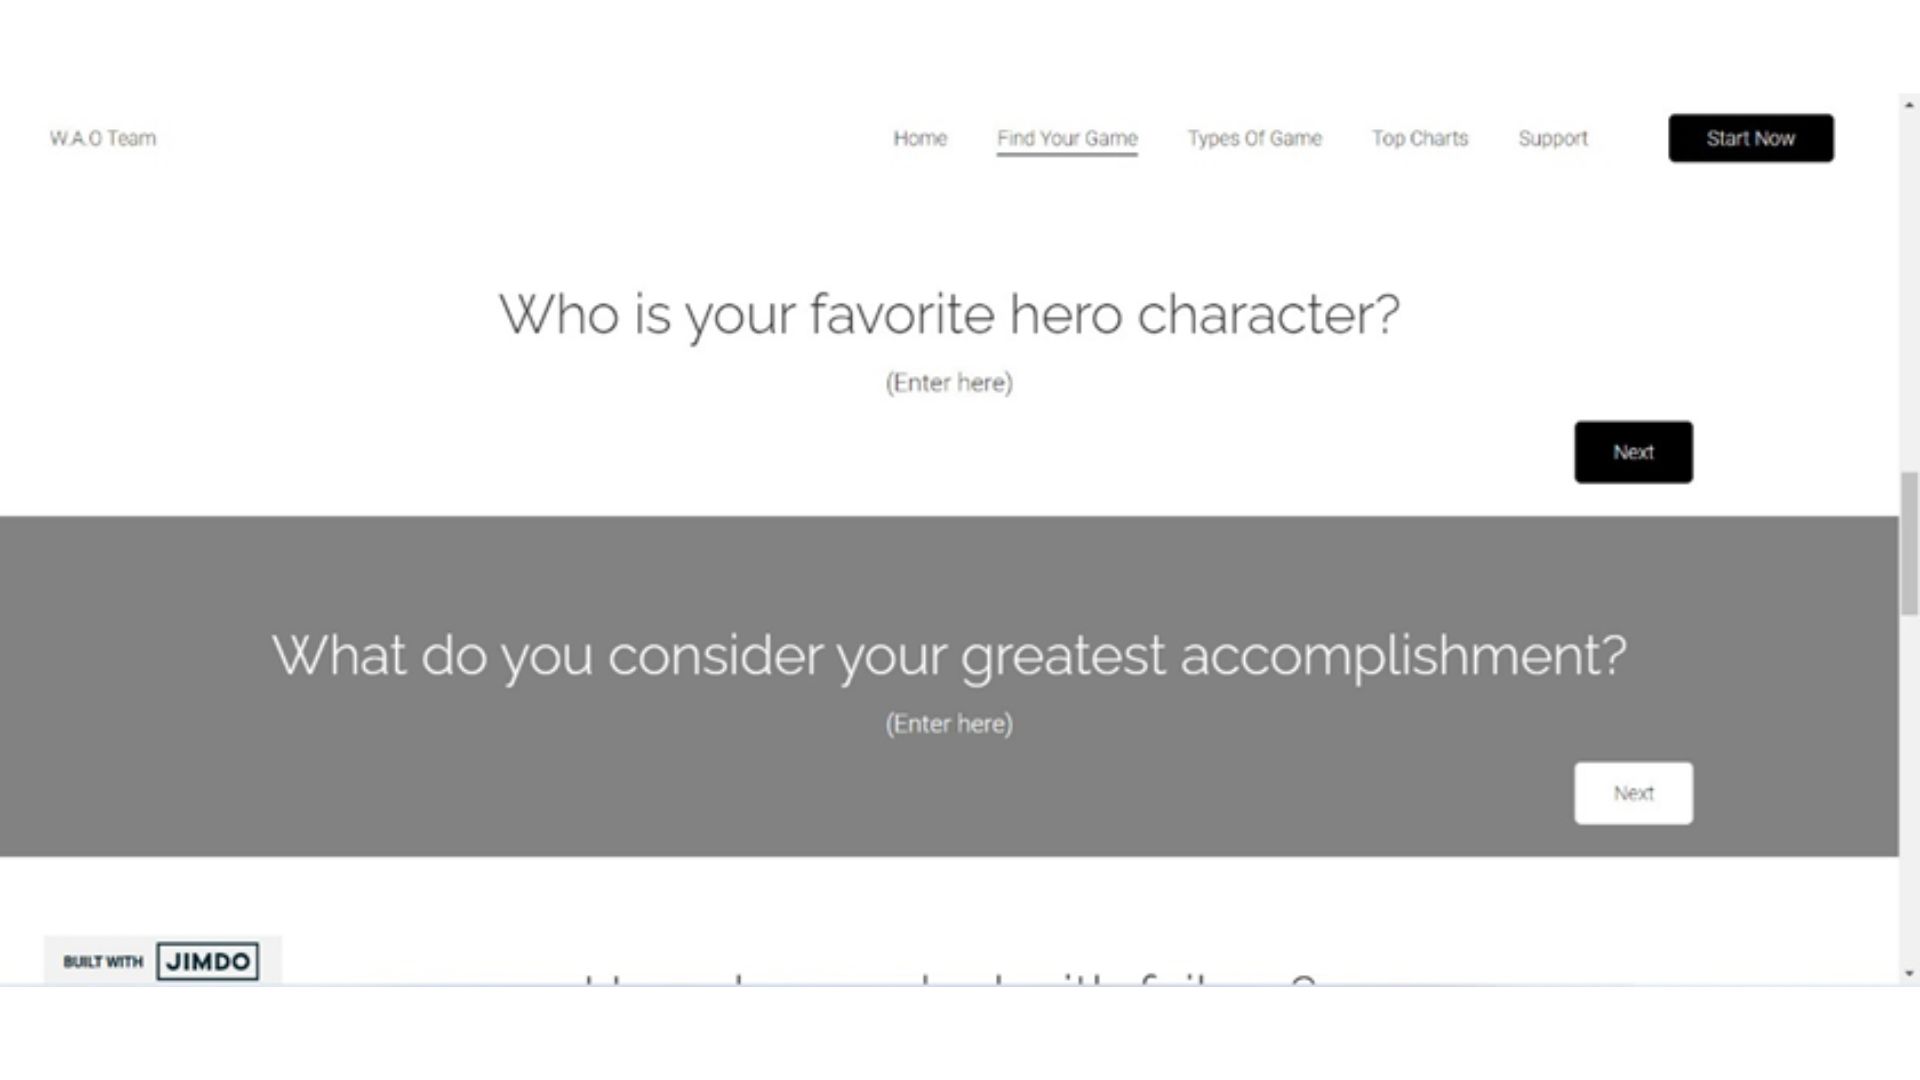 W.A.O Team
Home
Find Your Game
Types Of Game
Top Charts
Support
Start Now
Who is your favorite hero character?
(Enter here)
Next
What do you consider your greatest accomplishment?
(Enter here)
Next
BUILT WITH JIMDO